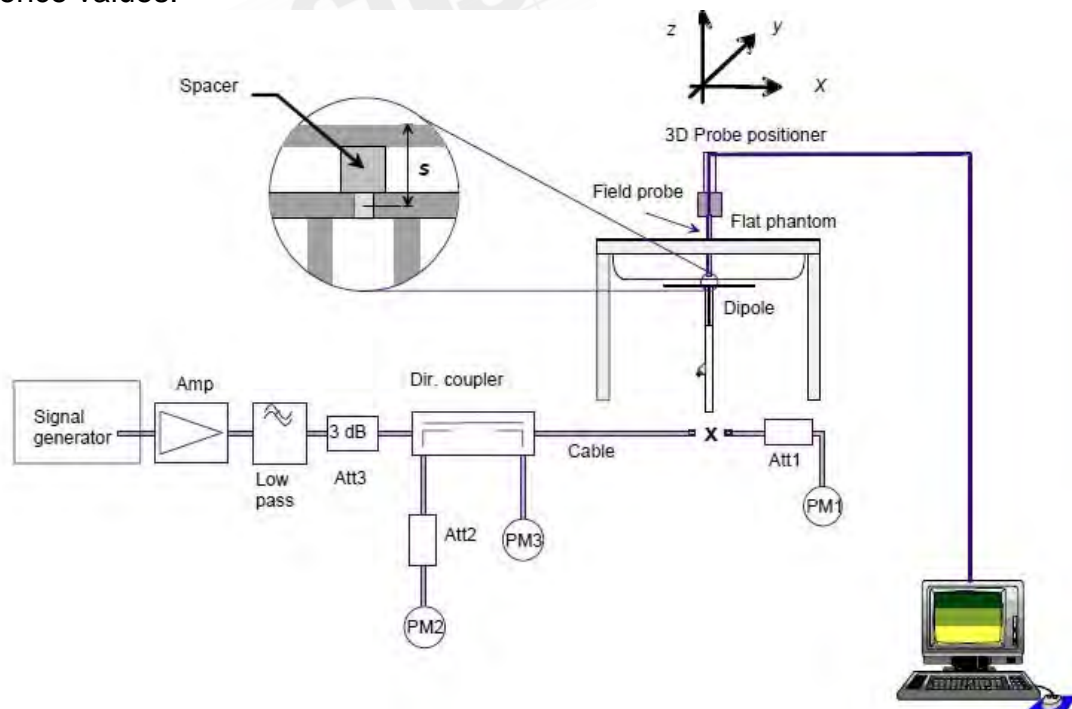 z
y
X
Spacer
s
3D Probe positioner
Field probe
Flat phantom
Dipole
Dir. coupler
Amp
Signal
generator
Low
pass
3 dB
Att3
Cable
x
Att1
PM1
Att2
PM3
PM2